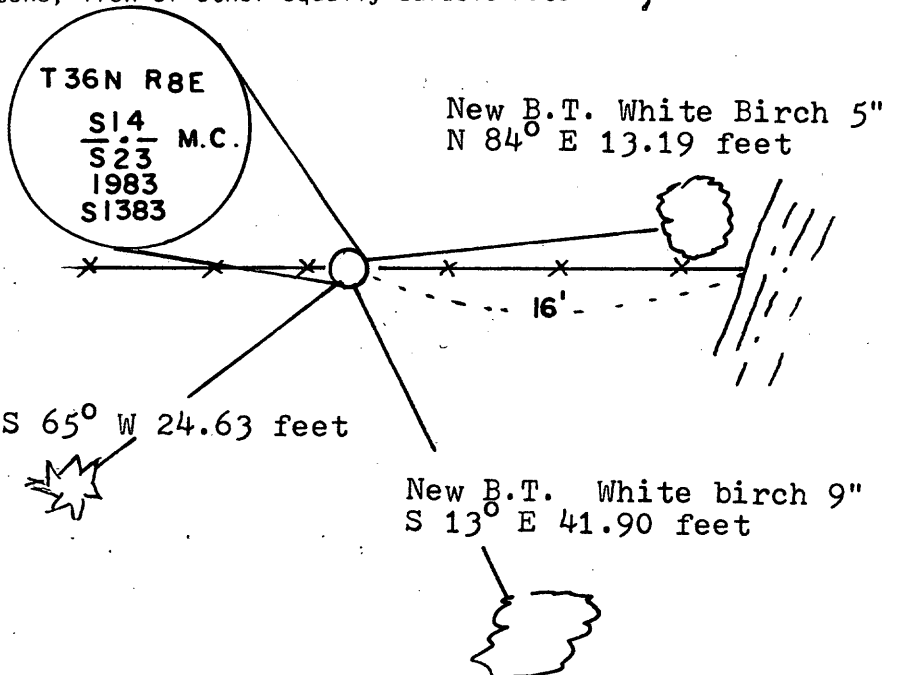 T36N R8E
S14
M.C.
S23
1983
S1383
New B.T. White Birch 5"
N 84° E 13.19 feet
16'
S 65° W 24.63 feet
New B.T. White birch 9"
S 13° E 41.90 feet